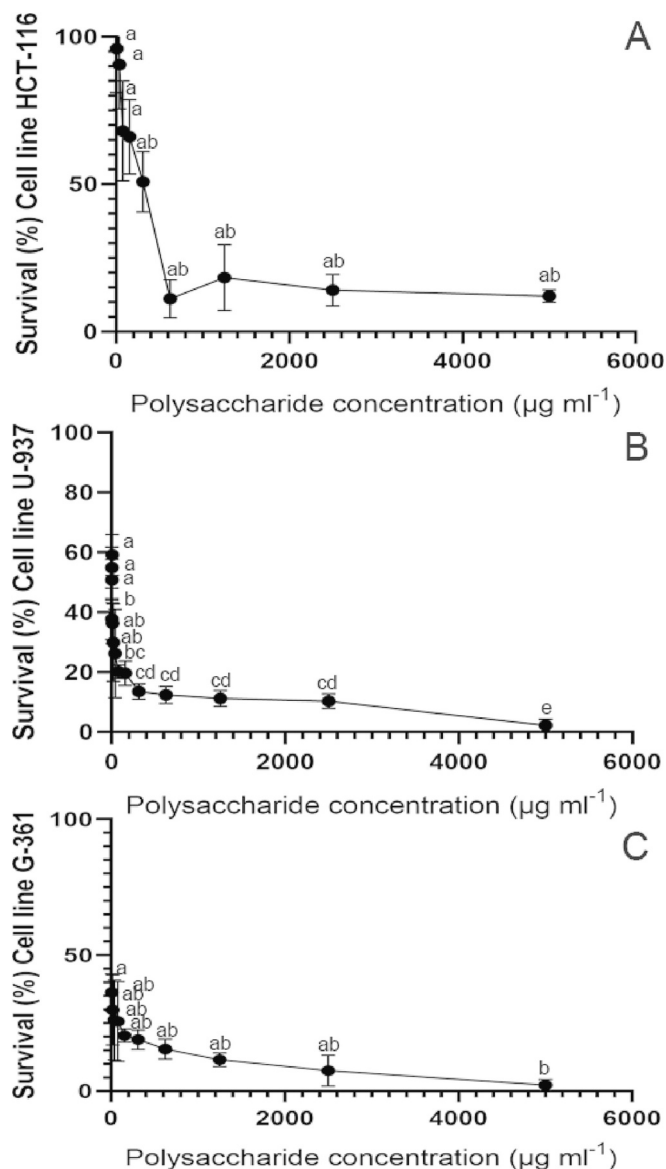 A
Survival (%) Cell line HCT-116
100
50
0
a
a
a
a
ab
ab
ab
ab
ab
0
2000
4000
6000
Polysaccharide concentration (µg ml⁻¹)
B
Survival (%) Cell line U-937
100
80
60
40
20
0
a
a
a
b
ab
ab
bc
cd
cd
cd
cd
e
0
2000
4000
6000
Polysaccharide concentration (µg ml⁻¹)
C
Survival (%) Cell line G-361
100
50
0
a
ab
ab
ab
ab
ab
ab
ab
b
0
2000
4000
6000
Polysaccharide concentration (µg ml⁻¹)